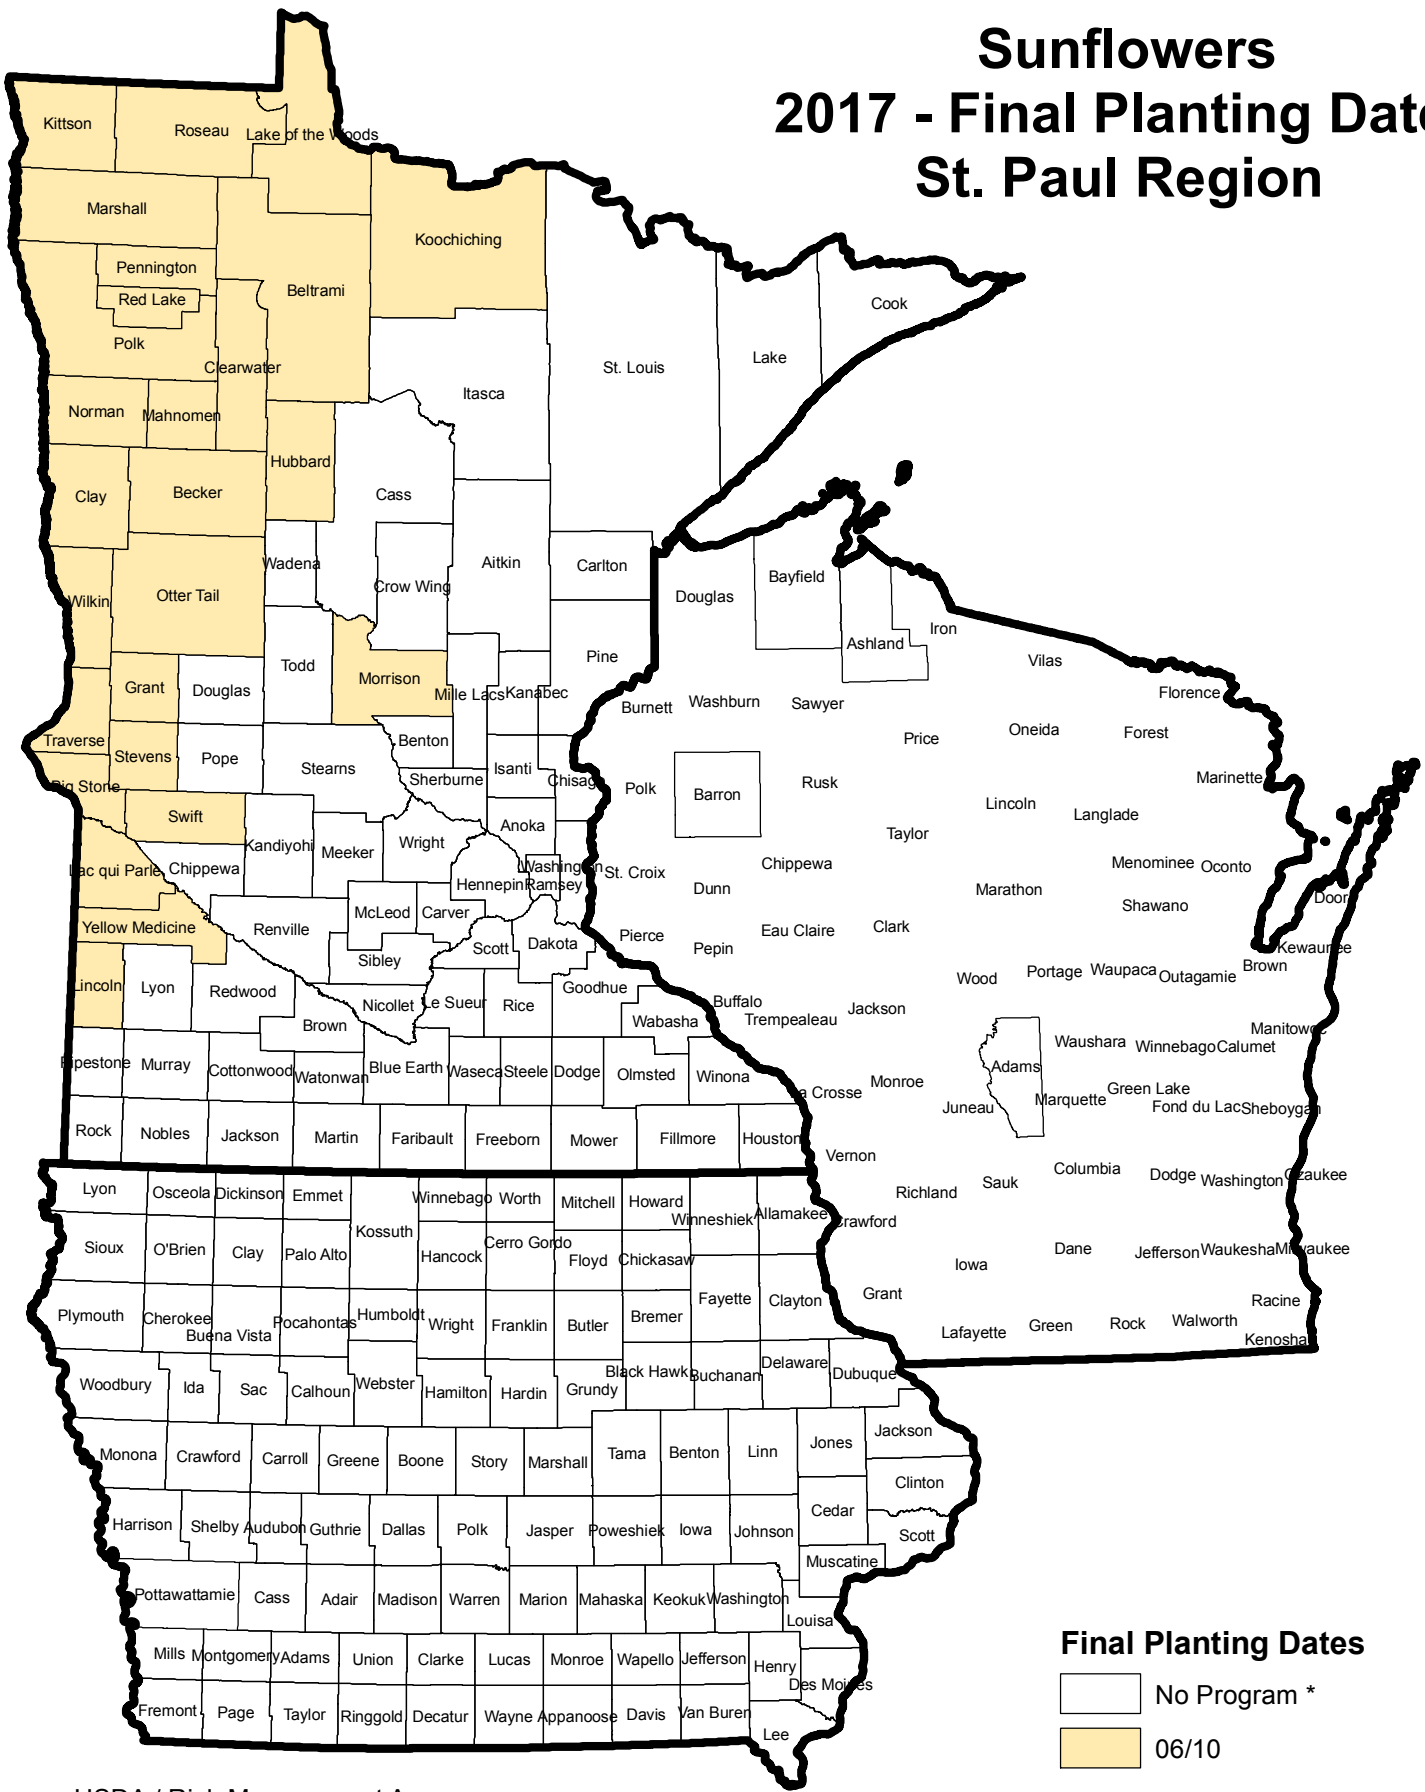 Sunflowers
2017 - Final Planting Date
St. Paul Region
Kittson
Roseau
Lake of the Woods
Marshall
Koochiching
Pennington
Beltrami
Red Lake
Cook
Polk
Lake
Clearwater
St. Louis
Itasca
Norman
Mahnomen
Hubbard
Clay
Becker
Cass
Wadena
Aitkin
Carlton
Bayfield
Crow Wing
Otter Tail
Wilkin
Douglas
Iron
Ashland
Pine
Vilas
Todd
Morrison
Grant
Douglas
Mille Lacs
Kanabec
Florence
Burnett
Washburn
Sawyer
Traverse
Benton
Price
Oneida
Forest
Stevens
Pope
Stearns
Isanti
Sherburne
Chisago
Marinette
Big Stone
Polk
Barron
Rusk
Swift
Anoka
Lincoln
Langlade
Kandiyohi
Meeker
Wright
Taylor
Lac qui Parle
Chippewa
Washington
Hennepin
Ramsey
St. Croix
Dunn
Chippewa
Menominee
Oconto
Marathon
Door
McLeod
Carver
Shawano
Yellow Medicine
Renville
Scott
Dakota
Pierce
Pepin
Eau Claire
Clark
Sibley
Kewaunee
Lincoln
Lyon
Redwood
Goodhue
Wood
Portage
Waupaca
Outagamie
Brown
Nicollet
Le Sueur
Rice
Buffalo
Jackson
Brown
Wabasha
Trempealeau
Manitowoc
Pipestone
Murray
Cottonwood
Watonwan
Blue Earth
Waseca
Steele
Dodge
Olmsted
Winona
Adams
Waushara
Winnebago
Calumet
La Crosse
Monroe
Juneau
Marquette
Green Lake
Fond du Lac
Sheboygan
Rock
Nobles
Jackson
Martin
Faribault
Freeborn
Mower
Fillmore
Houston
Vernon
Columbia
Dodge
Washington
Ozaukee
Sauk
Richland
Lyon
Osceola
Dickinson
Emmet
Winnebago
Worth
Mitchell
Howard
Winneshiek
Allamakee
Crawford
Kossuth
Sioux
O'Brien
Clay
Palo Alto
Hancock
Cerro Gordo
Floyd
Chickasaw
Dane
Jefferson
Waukesha
Milwaukee
Iowa
Grant
Fayette
Clayton
Racine
Plymouth
Cherokee
Buena Vista
Pocahontas
Humboldt
Wright
Franklin
Butler
Bremer
Lafayette
Green
Rock
Walworth
Kenosha
Woodbury
Ida
Sac
Calhoun
Webster
Hamilton
Hardin
Grundy
Black Hawk
Buchanan
Delaware
Dubuque
Monona
Crawford
Carroll
Greene
Boone
Story
Marshall
Tama
Benton
Linn
Jones
Jackson
Clinton
Cedar
Harrison
Shelby
Audubon
Guthrie
Dallas
Polk
Jasper
Poweshiek
Iowa
Johnson
Scott
Muscatine
Pottawattamie
Cass
Adair
Madison
Warren
Marion
Mahaska
Keokuk
Washington
Louisa
Mills
Montgomery
Adams
Union
Clarke
Lucas
Monroe
Wapello
Jefferson
Henry
Des Moines
Fremont
Page
Taylor
Ringgold
Decatur
Wayne
Appanoose
Davis
Van Buren
Lee
Final Planting Dates
No Program *
06/10